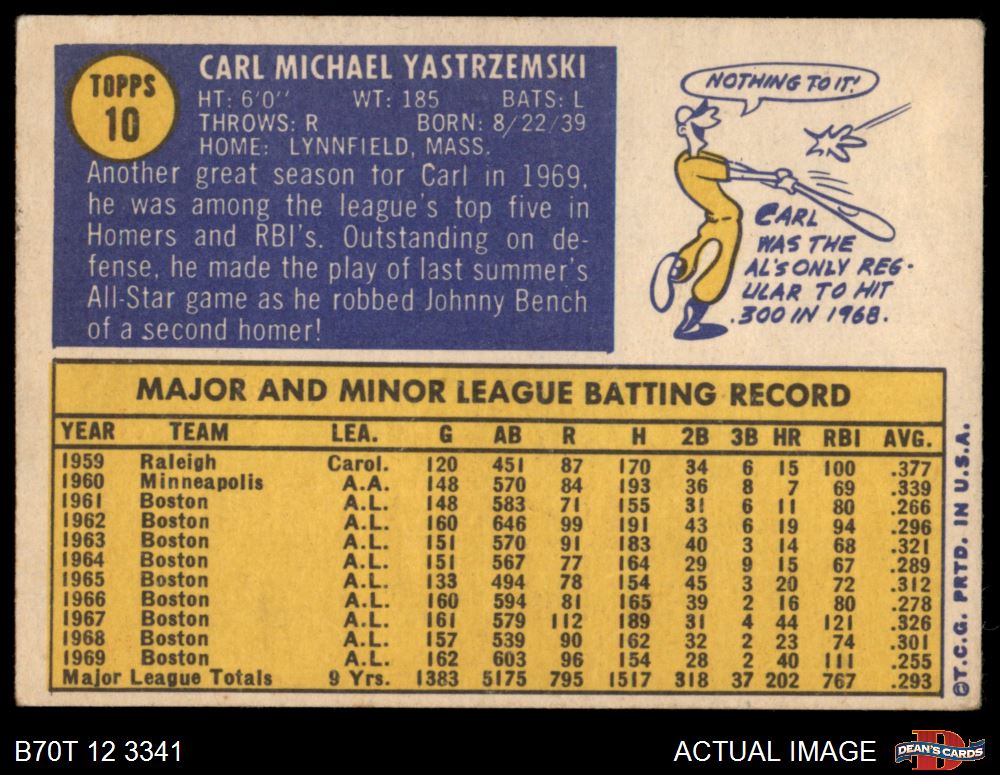 TOPPS
10
CARL MICHAEL YASTRZEMSKI
HT: 6'0" WT: 185 BATS: L
THROWS: R BORN: 8/22/39
HOME: LYNNFIELD, MASS.
Another great season for Carl in 1969,
he was among the league's top five in
Homers and RBI's. Outstanding on de-
fense, he made the play of last summer's
All-Star game as he robbed Johnny Bench
of a second homer!
NOTHING TO IT!
CARL
WAS THE
AL'S ONLY REG-
ULAR TO HIT
.300 IN 1968.
MAJOR AND MINOR LEAGUE BATTING RECORD
YEAR TEAM LEA. G AB R H 2B 3B HR RBI AVG.
1959 Raleigh Carol. 120 451 87 170 34 6 15 100 .377
1960 Minneapolis A.A. 148 570 84 193 36 8 7 69 .339
1961 Boston A.L. 148 583 71 155 31 6 11 80 .266
1962 Boston A.L. 160 646 99 191 43 6 19 94 .296
1963 Boston A.L. 151 570 91 183 40 3 14 68 .321
1964 Boston A.L. 151 567 77 164 29 9 15 67 .289
1965 Boston A.L. 133 494 78 154 45 3 20 72 .312
1966 Boston A.L. 160 594 81 165 39 2 16 80 .278
1967 Boston A.L. 161 579 112 189 31 4 44 121 .326
1968 Boston A.L. 157 539 90 162 32 2 23 74 .301
1969 Boston A.L. 162 603 96 154 28 2 40 111 .255
Major League Totals 9 Yrs. 1383 5175 795 1517 318 37 202 767 .293
©T.C.G. PRTD. IN U.S.A.
B70T 12 3341
ACTUAL IMAGE
B
DEAN'S CARDS